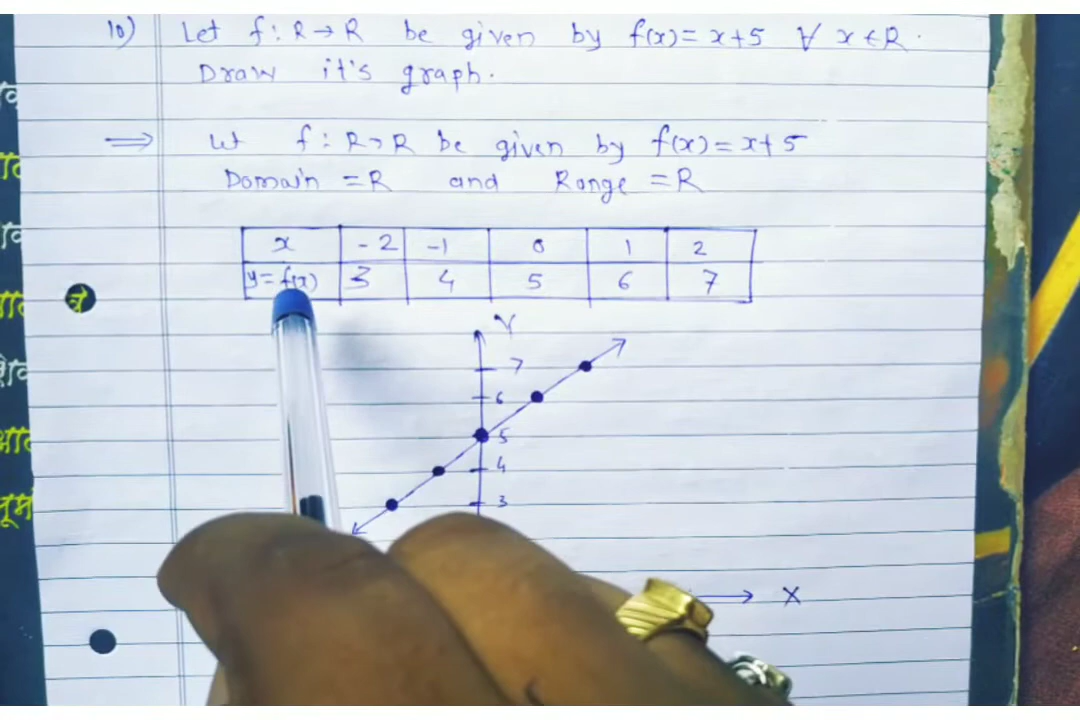 10) Let f: R→R be given by f(x) = x+5 ∀ x ∈ R.
Draw it's graph.
⇒ Let f: R→R be given by f(x) = x+5
Domain = R and Range = R
x -2 -1 0 1 2
y = f(x) 3 4 5 6 7
Y
7
6
5
4
3
X
त्रे